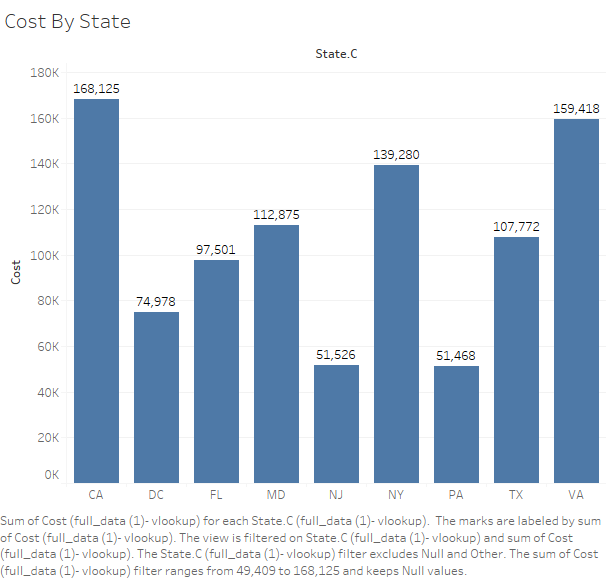 Cost By State
State.C
180K
168,125
159,418
160K
139,280
140K
120K
112,875
107,772
97,501
100K
Cost
80K
74,978
60K
51,526
51,468
40K
20K
0K
CA DC FL MD NJ NY PA TX VA
Sum of Cost (full_data (1)- vlookup) for each State.C (full_data (1)- vlookup).  The marks are labeled by sum
of Cost (full_data (1)- vlookup). The view is filtered on State.C (full_data (1)- vlookup) and sum of Cost
(full_data (1)- vlookup). The State.C (full_data (1)- vlookup) filter excludes Null and Other. The sum of Cost
(full_data (1)- vlookup) filter ranges from 49,409 to 168,125 and keeps Null values.